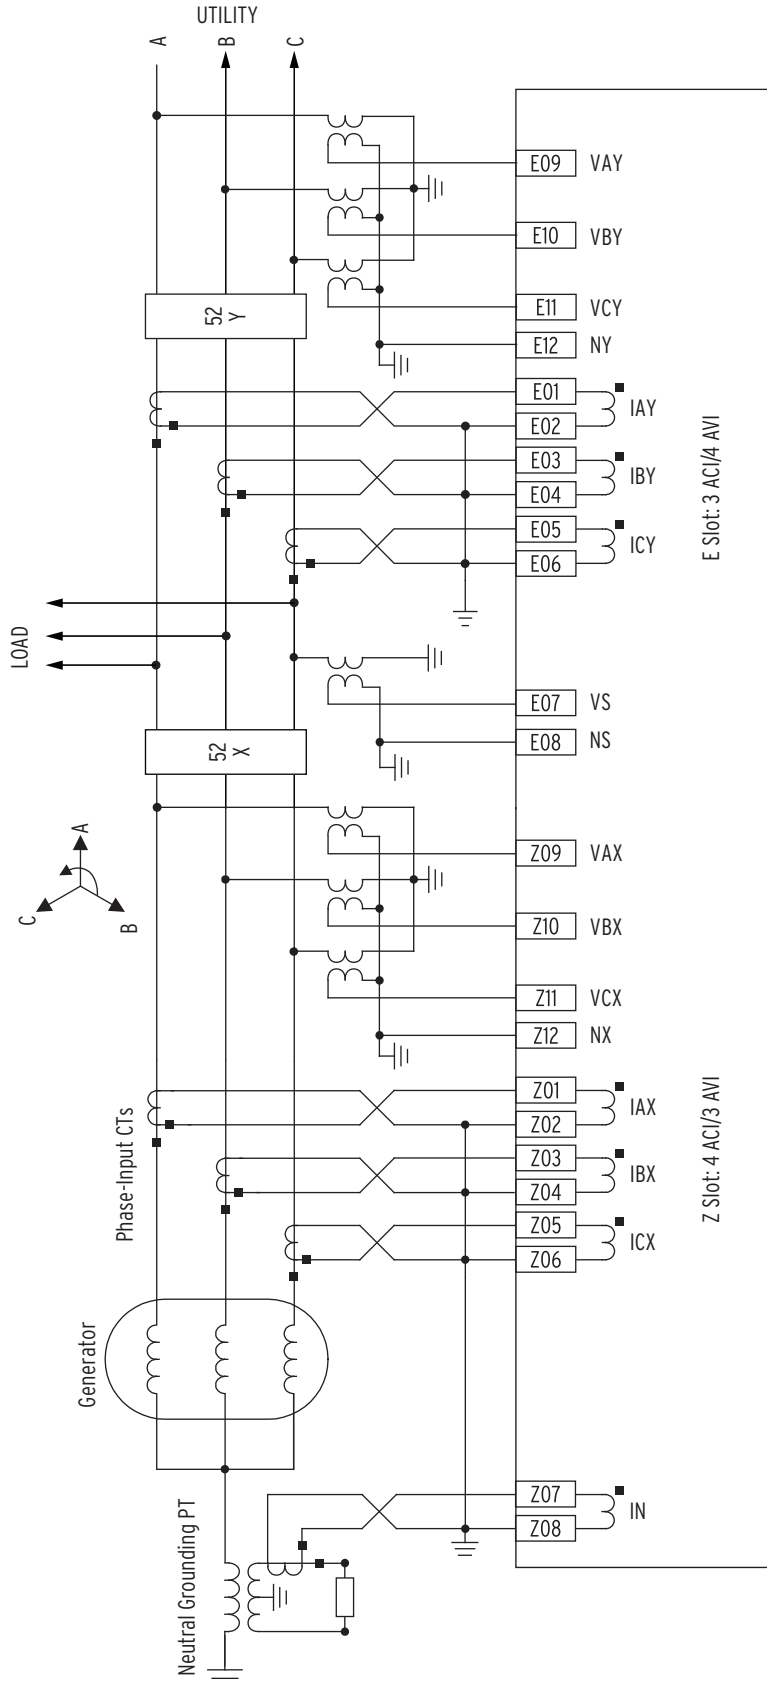 UTILITY
A
B
C
E09 VAY
E10 VBY
E11 VCY
52
Y
E12 NY
E01
IAY
E02
E03
IBY
E04
E05
ICY
E06
E Slot: 3 ACI/4 AVI
LOAD
E07 VS
52
X
E08 NS
A
C
B
Z09 VAX
Z10 VBX
Z11 VCX
Z12 NX
Phase-Input CTs
Z01
IAX
Z02
Z03
IBX
Z04
Z05
ICX
Z06
Z Slot: 4 ACI/3 AVI
Generator
Neutral Grounding PT
Z07
IN
Z08